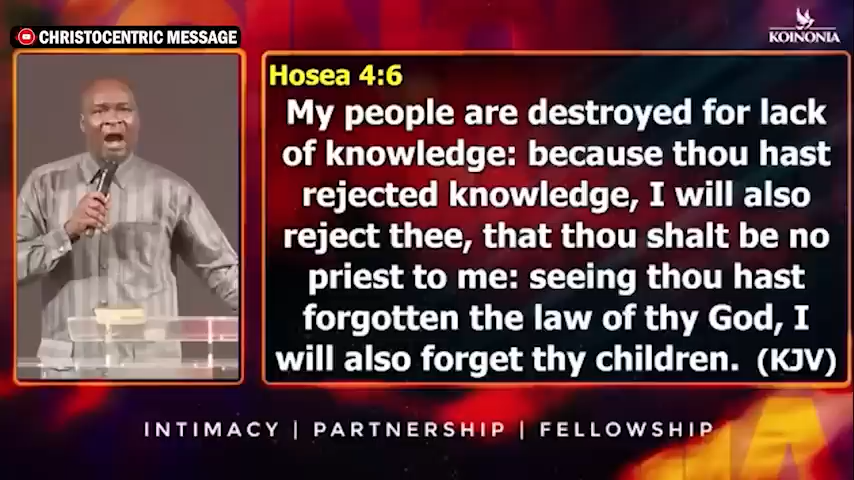 CHRISTOCENTRIC MESSAGE
KOINONIA
Hosea 4:6
My people are destroyed for lack
of knowledge: because thou hast
rejected knowledge, I will also
reject thee, that thou shalt be no
priest to me: seeing thou hast
forgotten the law of thy God, I
will also forget thy children. (KJV)
INTIMACY | PARTNERSHIP | FELLOWSHIP